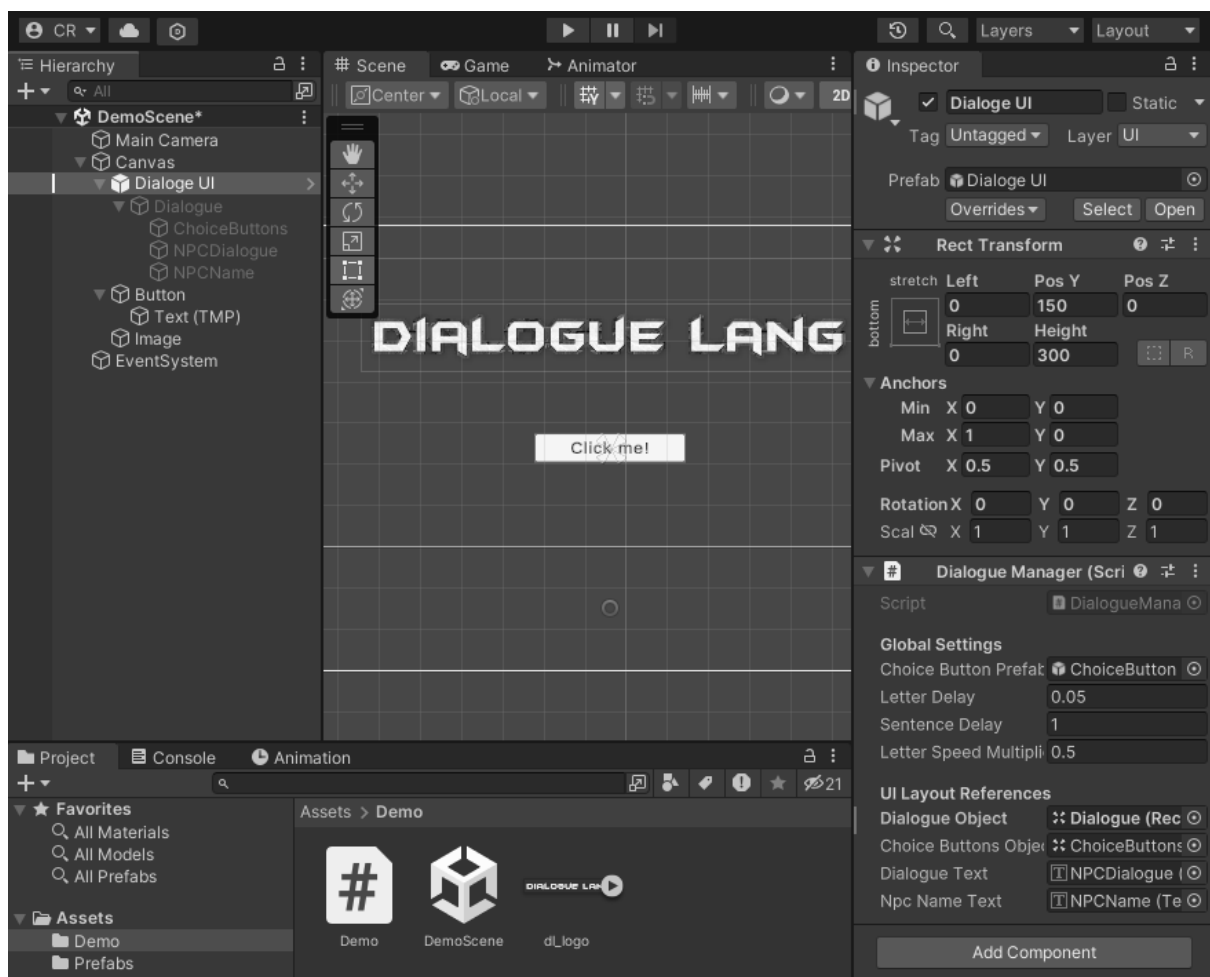 CR
Layers
Layout
Hierarchy
All
DemoScene*
Main Camera
Canvas
Dialoge UI
Dialogue
ChoiceButtons
NPCDialogue
NPCName
Button
Text (TMP)
Image
EventSystem
Scene
Game
Animator
Center
Local
2D
DIALOGUE LANG
Click me!
Inspector
Dialoge UI
Static
Tag Untagged
Layer UI
Prefab Dialoge UI
Overrides
Select
Open
Rect Transform
stretch
bottom
Left Pos Y Pos Z
0 150 0
Right Height
0 300
R
Anchors
Min X 0 Y 0
Max X 1 Y 0
Pivot X 0.5 Y 0.5
Rotation X 0 Y 0 Z 0
Scal X 1 Y 1 Z 1
# Dialogue Manager (Scri
Script DialogueMana
Global Settings
Choice Button Prefab ChoiceButton
Letter Delay 0.05
Sentence Delay 1
Letter Speed Multipli 0.5
UI Layout References
Dialogue Object Dialogue (Rec
Choice Buttons Objec ChoiceButtons
Dialogue Text NPCDialogue (
Npc Name Text NPCName (Te
Add Component
Project
Console
Animation
21
Favorites
All Materials
All Models
All Prefabs
Assets
Demo
Prefabs
Assets > Demo
#
DIALOGUE LAN
Demo
DemoScene
dl_logo